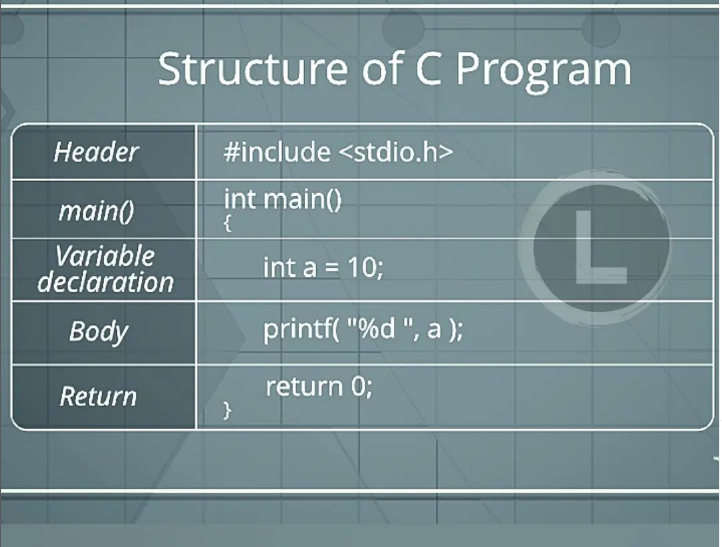 Structure of C Program
Header
#include <stdio.h>
main()
int main()
{
Variable
declaration
int a = 10;
Body
printf( "%d ", a );
Return
return 0;
}
L